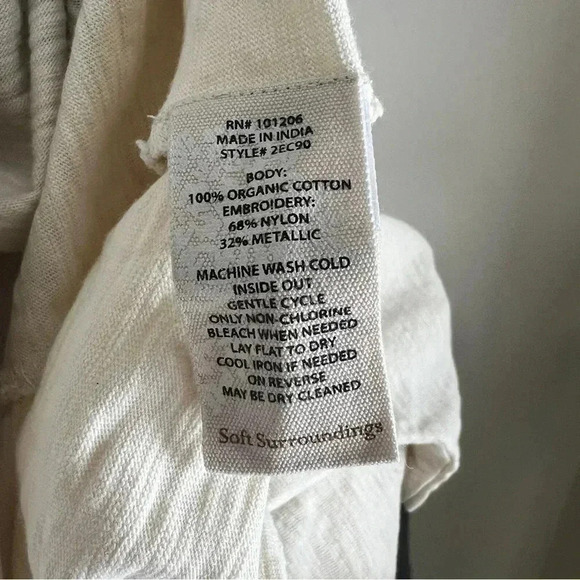 RN# 101206
MADE IN INDIA
STYLE# 2EC90
BODY:
100% ORGANIC COTTON
EMBROIDERY:
68% NYLON
32% METALLIC
MACHINE WASH COLD
INSIDE OUT
GENTLE CYCLE
ONLY NON-CHLORINE
BLEACH WHEN NEEDED
LAY FLAT TO DRY
COOL IRON IF NEEDED
ON REVERSE
MAY BE DRY CLEANED
Soft Surroundings